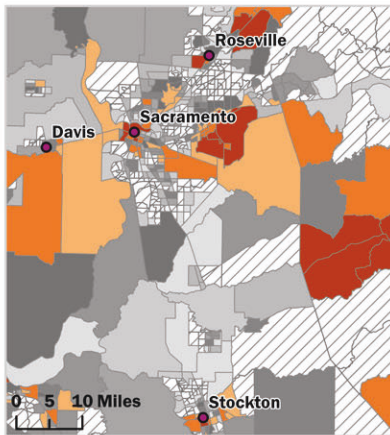 Roseville
Sacramento
Davis
0 5 10 Miles
Stockton